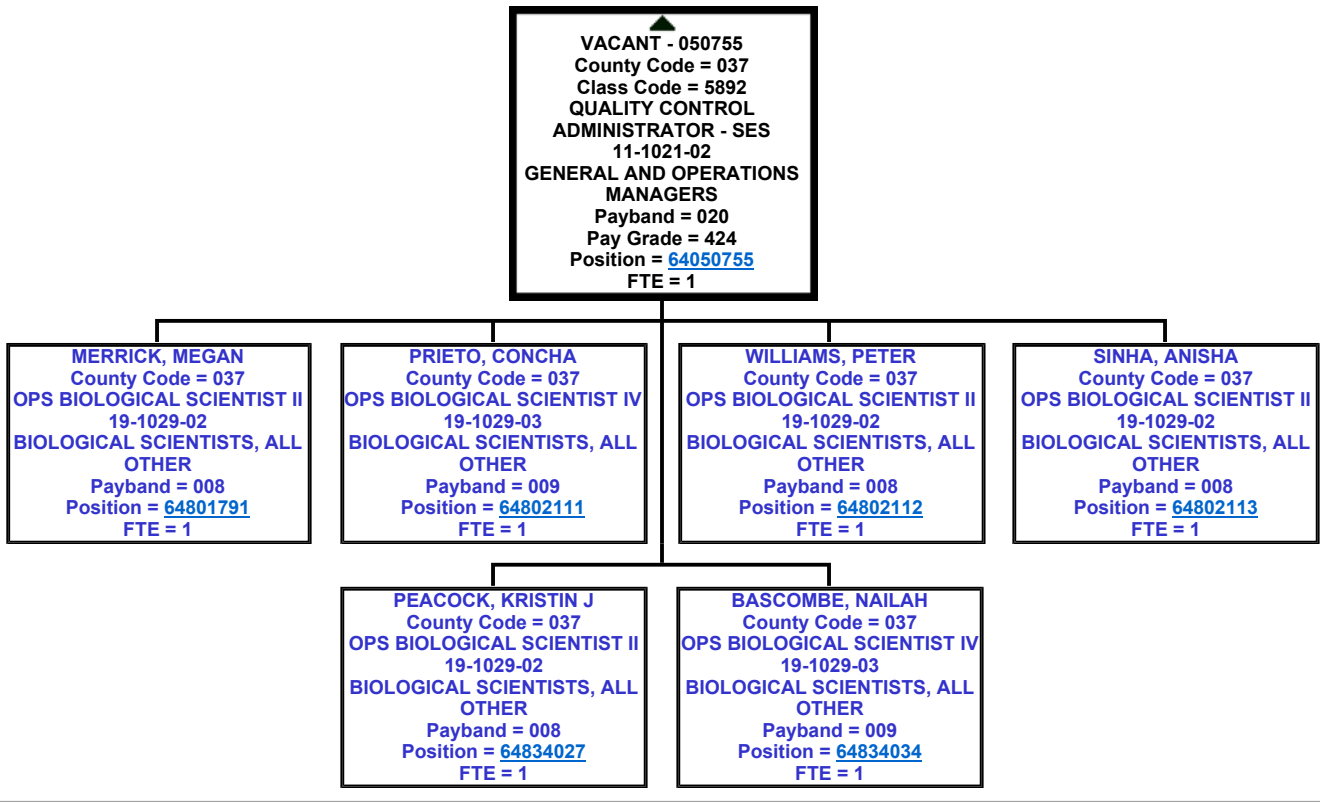 VACANT - 050755
County Code = 037
Class Code = 5892
QUALITY CONTROL
ADMINISTRATOR - SES
11-1021-02
GENERAL AND OPERATIONS
MANAGERS
Payband = 020
Pay Grade = 424
Position = 64050755
FTE = 1
MERRICK, MEGAN
County Code = 037
OPS BIOLOGICAL SCIENTIST II
19-1029-02
BIOLOGICAL SCIENTISTS, ALL
OTHER
Payband = 008
Position = 64801791
FTE = 1
PRIETO, CONCHA
County Code = 037
OPS BIOLOGICAL SCIENTIST IV
19-1029-03
BIOLOGICAL SCIENTISTS, ALL
OTHER
Payband = 009
Position = 64802111
FTE = 1
WILLIAMS, PETER
County Code = 037
OPS BIOLOGICAL SCIENTIST II
19-1029-02
BIOLOGICAL SCIENTISTS, ALL
OTHER
Payband = 008
Position = 64802112
FTE = 1
SINHA, ANISHA
County Code = 037
OPS BIOLOGICAL SCIENTIST II
19-1029-02
BIOLOGICAL SCIENTISTS, ALL
OTHER
Payband = 008
Position = 64802113
FTE = 1
PEACOCK, KRISTIN J
County Code = 037
OPS BIOLOGICAL SCIENTIST II
19-1029-02
BIOLOGICAL SCIENTISTS, ALL
OTHER
Payband = 008
Position = 64834027
FTE = 1
BASCOMBE, NAILAH
County Code = 037
OPS BIOLOGICAL SCIENTIST IV
19-1029-03
BIOLOGICAL SCIENTISTS, ALL
OTHER
Payband = 009
Position = 64834034
FTE = 1